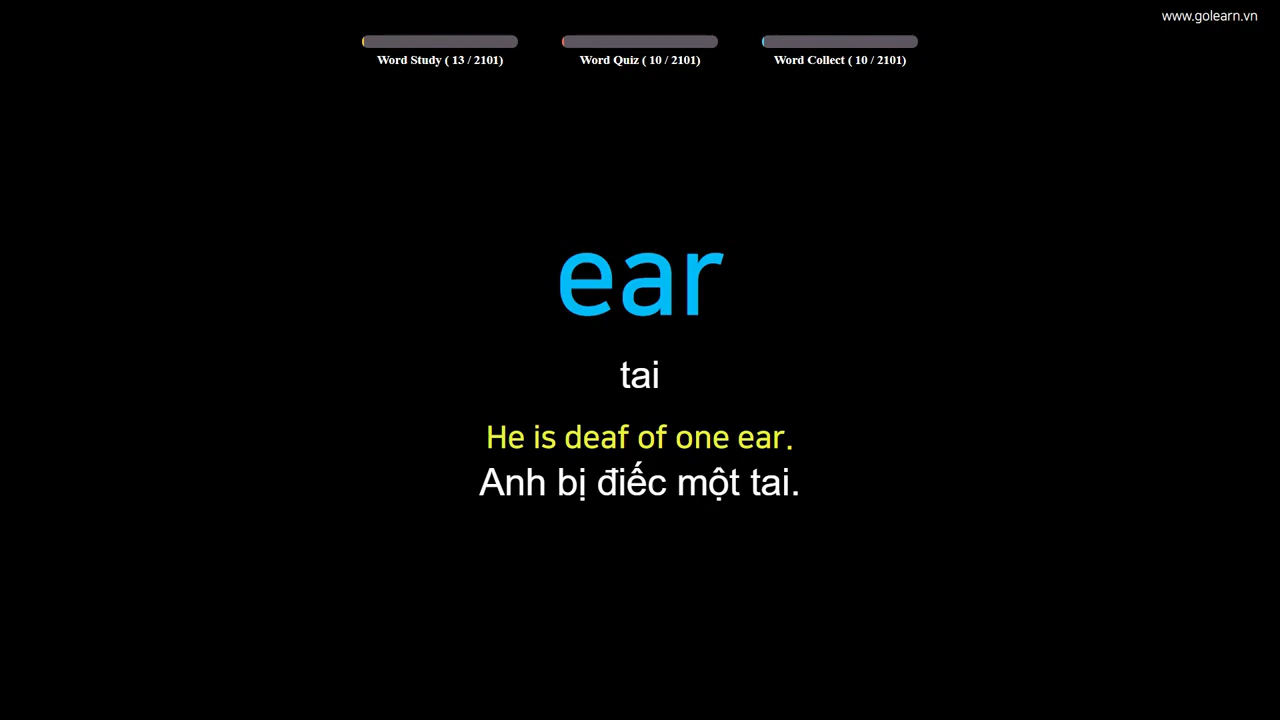 www.golearn.vn
Word Study ( 13 / 2101)
Word Quiz ( 10 / 2101)
Word Collect ( 10 / 2101)
ear
tai
He is deaf of one ear.
Anh bị điếc một tai.